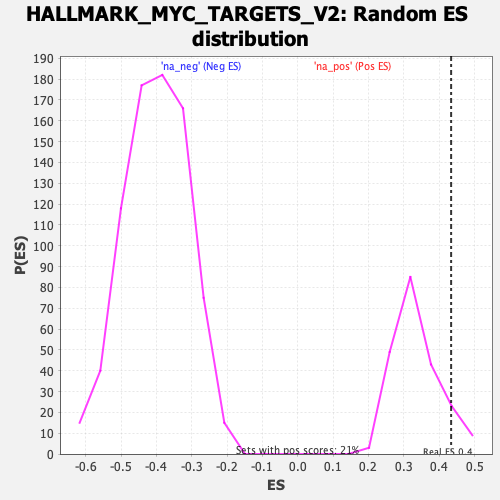 HALLMARK_MYC_TARGETS_V2: Random ES
distribution
'na_neg' (Neg ES) 'na_pos' (Pos ES)
190
180
170
160
150
140
130
120
110
100
90
80
70
60
50
40
30
20
10
0
P(ES)
Sets with pos scores: 21%
Real ES 0.4
-0.6 -0.5 -0.4 -0.3 -0.2 -0.1 0.0 0.1 0.2 0.3 0.4 0.5
ES